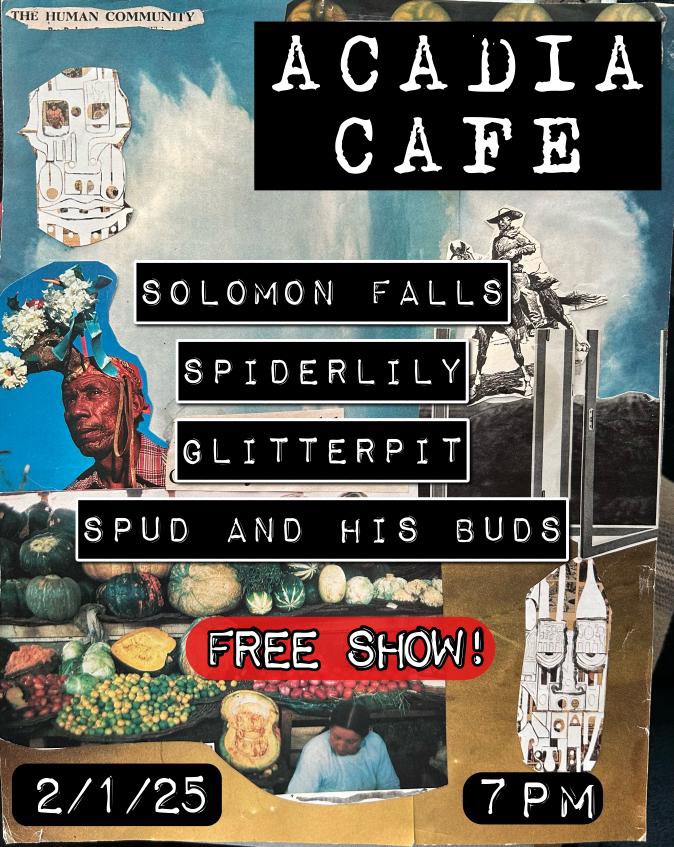 THE HUMAN COMMUNITY
ACADIA
CAFE
SOLOMON FALLS
SPIDERLILY
GLITTERPIT
SPUD AND HIS BUDS
FREE SHOW!
2/1/25
7 PM